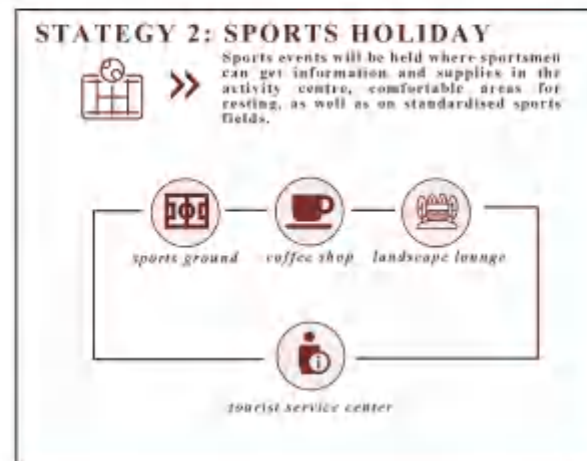 STATEGY 2: SPORTS HOLIDAY
Sports events will be held where sportsmen
can get information and supplies in the
activity centre, comfortable areas for
resting, as well as on standardised sports
fields.
sports ground
coffee shop
landscape lounge
i
tourist service center